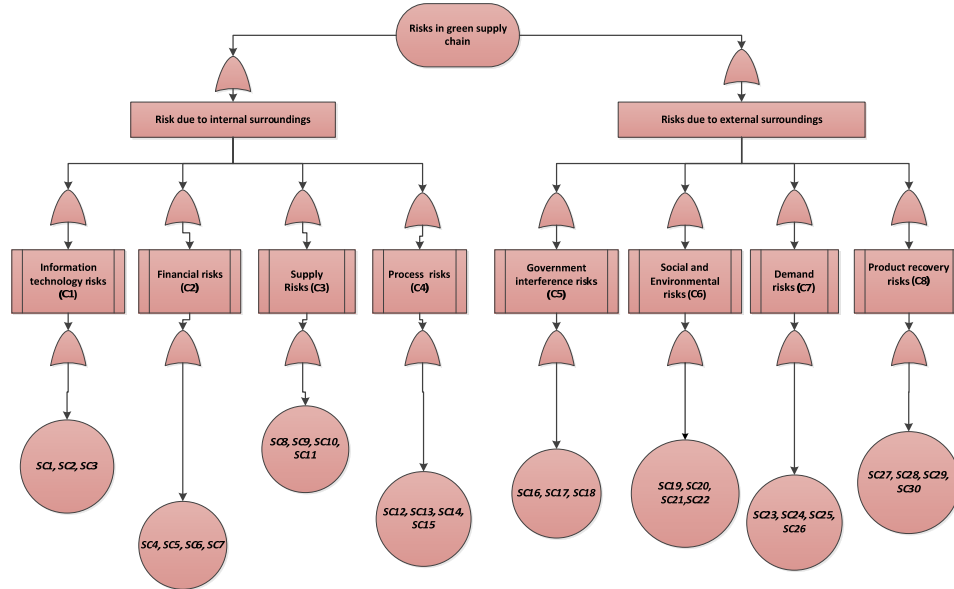 Risks in green supply
chain
Risk due to internal surroundings
Risks due to external surroundings
Information
technology risks
(C1)
Financial risks
(C2)
Supply
Risks (C3)
Process risks
(C4)
Government
interference risks
(C5)
Social and
Environmental
risks (C6)
Demand
risks (C7)
Product recovery
risks (C8)
SC1, SC2, SC3
SC4, SC5, SC6, SC7
SC8, SC9, SC10,
SC11
SC12, SC13, SC14,
SC15
SC16, SC17, SC18
SC19, SC20,
SC21,SC22
SC23, SC24, SC25,
SC26
SC27, SC28, SC29,
SC30